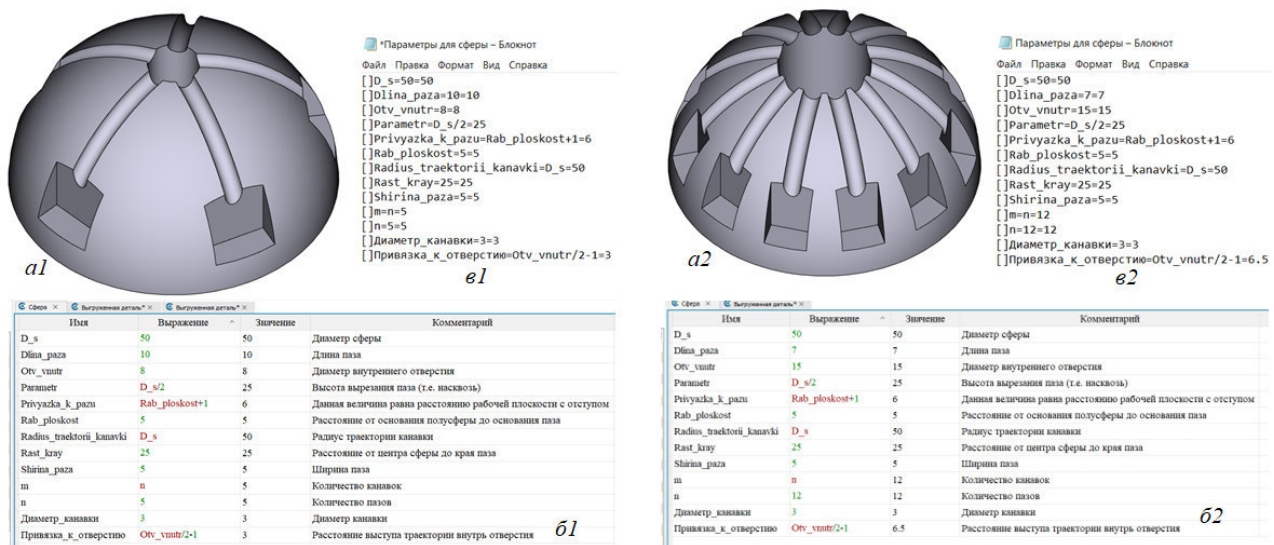 *Параметры для сферы – Блокнот
Файл Правка Формат Вид Справка
[]D_s=50=50
[]Dlina_paza=10=10
[]Otv_vnutr=8=8
[]Parametr=D_s/2=25
[]Privyazka_k_pazu=Rab_ploskost+1=6
[]Rab_ploskost=5=5
[]Radius_traektorii_kanavki=D_s=50
[]Rast_kray=25=25
[]Shirina_paza=5=5
[]m=n=5
[]n=5=5
[]Диаметр_канавки=3=3
[]Привязка_к_отверстию=Otv_vnutr/2-1=3
а1
в1
Параметры для сферы – Блокнот
Файл Правка Формат Вид Справка
[]D_s=50=50
[]Dlina_paza=7=7
[]Otv_vnutr=15=15
[]Parametr=D_s/2=25
[]Privyazka_k_pazu=Rab_ploskost+1=6
[]Rab_ploskost=5=5
[]Radius_traektorii_kanavki=D_s=50
[]Rast_kray=25=25
[]Shirina_paza=5=5
[]m=n=12
[]n=12=12
[]Диаметр_канавки=3=3
[]Привязка_к_отверстию=Otv_vnutr/2-1=6.5
а2
в2
Сфера × Выгруженная деталь* × Выгруженная деталь* ×
Имя Выражение Значение Комментарий
D_s 50 50 Диаметр сферы
Dlina_paza 10 10 Длина паза
Otv_vnutr 8 8 Диаметр внутреннего отверстия
Parametr D_s/2 25 Высота вырезания паза (т.е. насквозь)
Privyazka_k_pazu Rab_ploskost+1 6 Данная величина равна расстоянию рабочей плоскости с отступом
Rab_ploskost 5 5 Расстояние от основания полусферы до основания паза
Radius_traektorii_kanavki D_s 50 Радиус траектории канавки
Rast_kray 25 25 Расстояние от центра сферы до края паза
Shirina_paza 5 5 Ширина паза
m n 5 Количество канавок
n 5 5 Количество пазов
Диаметр_канавки 3 3 Диаметр канавки
Привязка_к_отверстию Otv_vnutr/2-1 3 Расстояние выступа траектории внутрь отверстия
б1
Сфера × Выгруженная деталь* ×
Имя Выражение Значение Комментарий
D_s 50 50 Диаметр сферы
Dlina_paza 7 7 Длина паза
Otv_vnutr 15 15 Диаметр внутреннего отверстия
Parametr D_s/2 25 Высота вырезания паза (т.е. насквозь)
Privyazka_k_pazu Rab_ploskost+1 6 Данная величина равна расстоянию рабочей плоскости с отступом
Rab_ploskost 5 5 Расстояние от основания полусферы до основания паза
Radius_traektorii_kanavki D_s 50 Радиус траектории канавки
Rast_kray 25 25 Расстояние от центра сферы до края паза
Shirina_paza 5 5 Ширина паза
m n 12 Количество канавок
n 12 12 Количество пазов
Диаметр_канавки 3 3 Диаметр канавки
Привязка_к_отверстию Otv_vnutr/2-1 6.5 Расстояние выступа траектории внутрь отверстия
б2